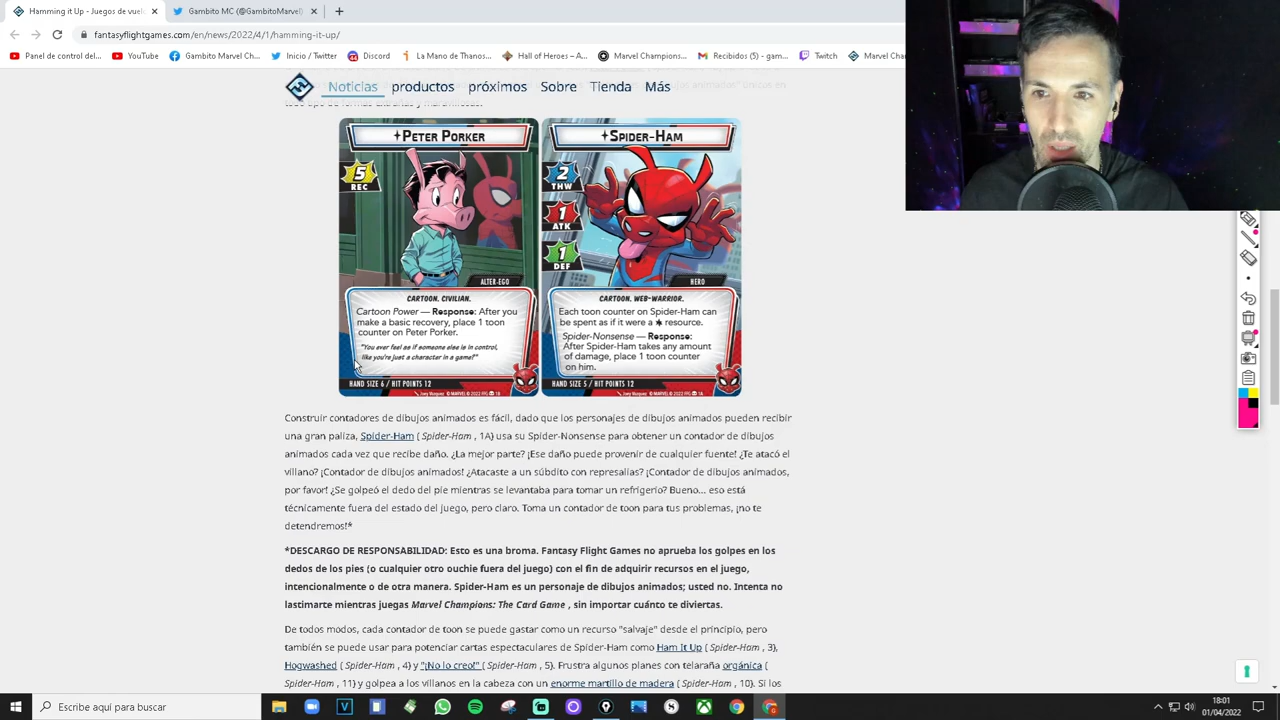 Hamming it Up - Juegos de vuel
Gambito MC (@GambitoMarvel)
fantasyflightgames.com/en/news/2022/4/1/hamming-it-up/
Panel de control del...
YouTube
Gambito Marvel Ch...
Inicio / Twitter
Discord
La Mano de Thanos...
Hall of Heroes – A...
Marvel Champions...
Recibidos (5) - gam...
Twitch
Marvel Cha
Noticias productos próximos Sobre Tienda Más
PETER PORKER
5
REC
ALTER-EGO
CARTOON. CIVILIAN.
Cartoon Power — Response: After you
make a basic recovery, place 1 toon
counter on Peter Porker.
"You ever feel as if someone else is in control,
like you're just a character in a game?"
HAND SIZE 6 / HIT POINTS 12
SPIDER-HAM
2
THW
1
ATK
1
DEF
HERO
CARTOON. WEB-WARRIOR.
Each toon counter on Spider-Ham can
be spent as if it were a resource.
Spider-Nonsense — Response:
After Spider-Ham takes any amount
of damage, place 1 toon counter
on him.
HAND SIZE 5 / HIT POINTS 12
Construir contadores de dibujos animados es fácil, dado que los personajes de dibujos animados pueden recibir
una gran paliza, Spider-Ham ( Spider-Ham , 1A) usa su Spider-Nonsense para obtener un contador de dibujos
animados cada vez que recibe daño. ¿La mejor parte? ¡Ese daño puede provenir de cualquier fuente! ¿Te atacó el
villano? ¡Contador de dibujos animados! ¿Atacaste a un súbdito con represalias? ¡Contador de dibujos animados,
por favor! ¿Se golpeó el dedo del pie mientras se levantaba para tomar un refrigerio? Bueno... eso está
técnicamente fuera del estado del juego, pero claro. Toma un contador de toon para tus problemas, ¡no te
detendremos!*
*DESCARGO DE RESPONSABILIDAD: Esto es una broma. Fantasy Flight Games no aprueba los golpes en los
dedos de los pies (o cualquier otro ouchie fuera del juego) con el fin de adquirir recursos en el juego,
intencionalmente o de otra manera. Spider-Ham es un personaje de dibujos animados; usted no. Intenta no
lastimarte mientras juegas Marvel Champions: The Card Game , sin importar cuánto te diviertas.
De todos modos, cada contador de toon se puede gastar como un recurso "salvaje" desde el principio, pero
también se puede usar para potenciar cartas espectaculares de Spider-Ham como Ham It Up ( Spider-Ham , 3),
Hogwashed ( Spider-Ham , 4) y "¡No lo creo!" ( Spider-Ham , 5). Frustra algunos planes con telaraña orgánica (
Spider-Ham , 11) y golpea a los villanos en la cabeza con un enorme martillo de madera ( Spider-Ham , 10). Si los
Escribe aquí para buscar
18:01
01/04/2022